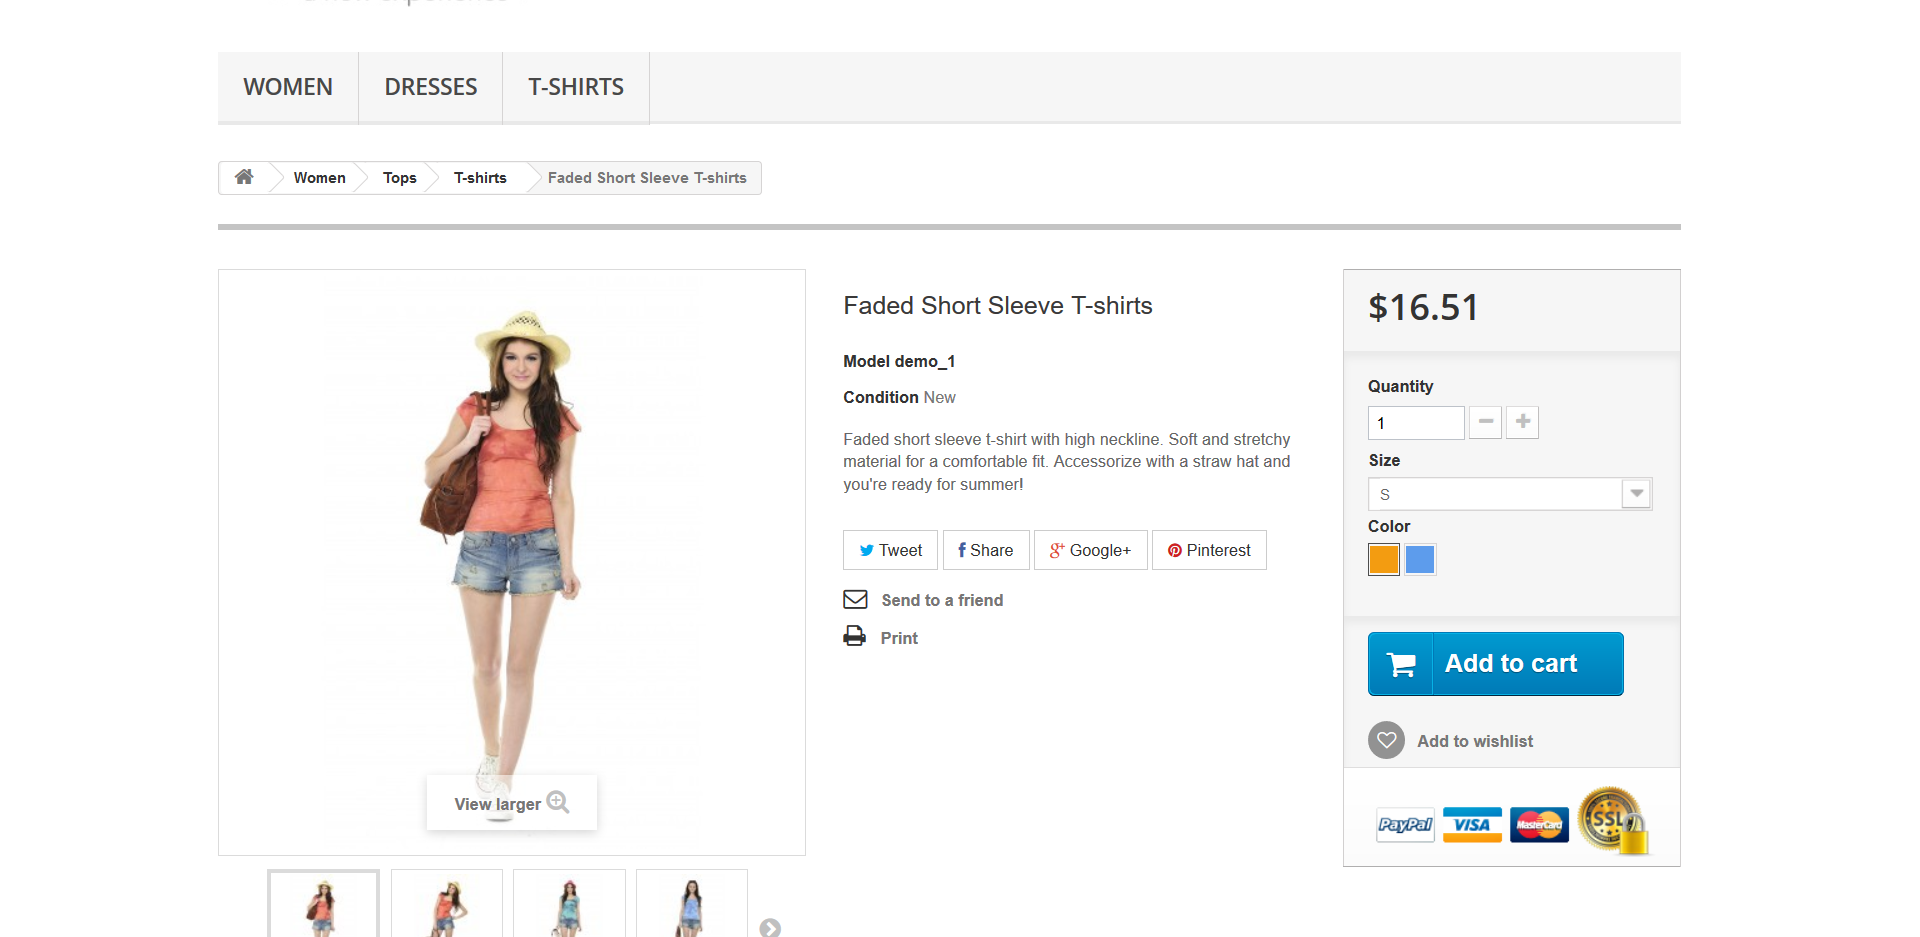 WOMEN DRESSES T-SHIRTS
Women Tops T-shirts Faded Short Sleeve T-shirts
Faded Short Sleeve T-shirts
Model demo_1
Condition New
Faded short sleeve t-shirt with high neckline. Soft and stretchy
material for a comfortable fit. Accessorize with a straw hat and
you're ready for summer!
Tweet Share Google+ Pinterest
Send to a friend
Print
View larger
$16.51
Quantity
1
Size
S
Color
Add to cart
Add to wishlist
PayPal VISA MasterCard SSL